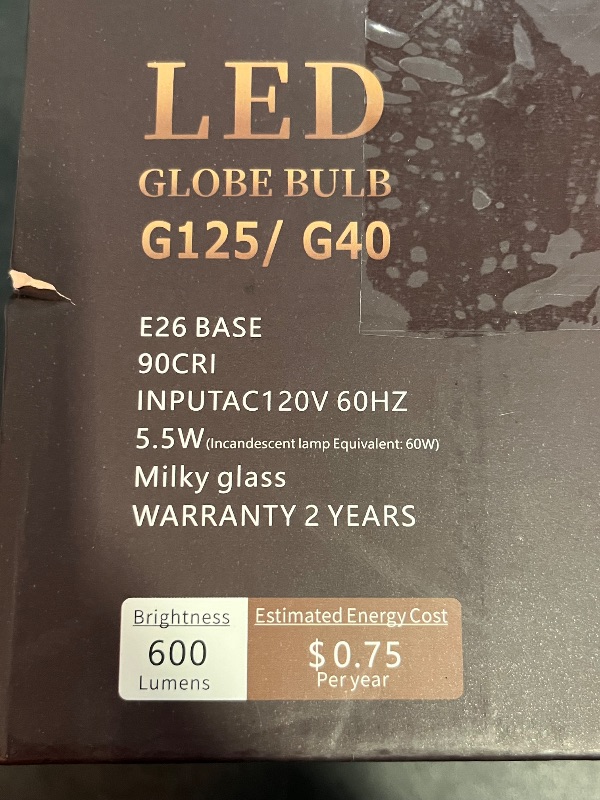 LED
GLOBE BULB
G125/ G40
E26 BASE
90CRI
INPUTAC120V 60HZ
5.5W(Incandescent lamp Equivalent: 60W)
Milky glass
WARRANTY 2 YEARS
Brightness
600
Lumens
Estimated Energy Cost
$ 0.75
Per year